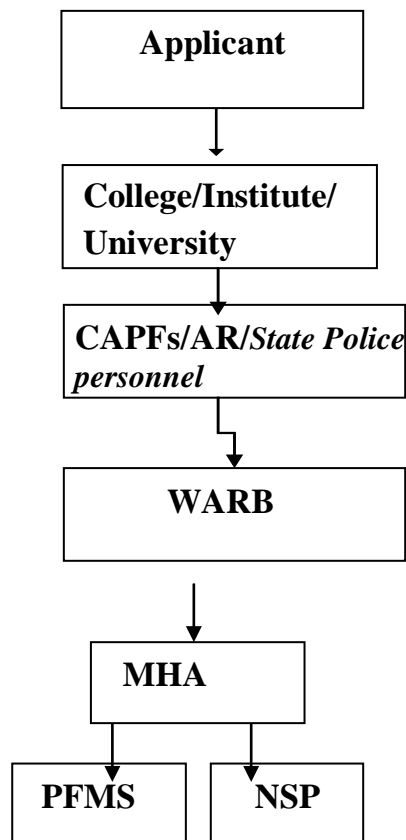 Applicant
College/Institute/
University
CAPFs/AR/State Police
personnel
WARB
MHA
PFMS
NSP